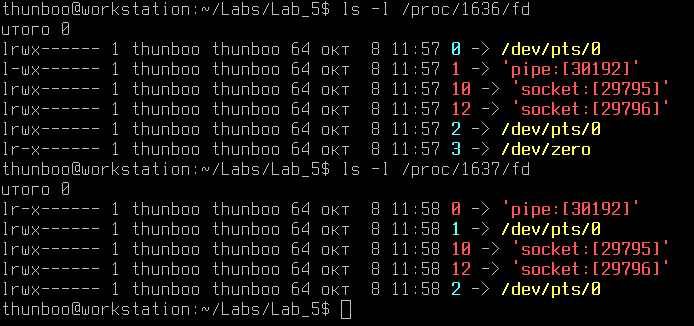 thunboo@workstation:~/Labs/Lab_5$ ls -l /proc/1636/fd
итого 0
lrwx------ 1 thunboo thunboo 64 окт  8 11:57 0 -> /dev/pts/0
l-wx------ 1 thunboo thunboo 64 окт  8 11:57 1 -> 'pipe:[30192]'
lrwx------ 1 thunboo thunboo 64 окт  8 11:57 10 -> 'socket:[29795]'
lrwx------ 1 thunboo thunboo 64 окт  8 11:57 12 -> 'socket:[29796]'
lrwx------ 1 thunboo thunboo 64 окт  8 11:57 2 -> /dev/pts/0
lr-x------ 1 thunboo thunboo 64 окт  8 11:57 3 -> /dev/zero
thunboo@workstation:~/Labs/Lab_5$ ls -l /proc/1637/fd
итого 0
lr-x------ 1 thunboo thunboo 64 окт  8 11:58 0 -> 'pipe:[30192]'
lrwx------ 1 thunboo thunboo 64 окт  8 11:58 1 -> /dev/pts/0
lrwx------ 1 thunboo thunboo 64 окт  8 11:58 10 -> 'socket:[29795]'
lrwx------ 1 thunboo thunboo 64 окт  8 11:58 12 -> 'socket:[29796]'
lrwx------ 1 thunboo thunboo 64 окт  8 11:58 2 -> /dev/pts/0
thunboo@workstation:~/Labs/Lab_5$